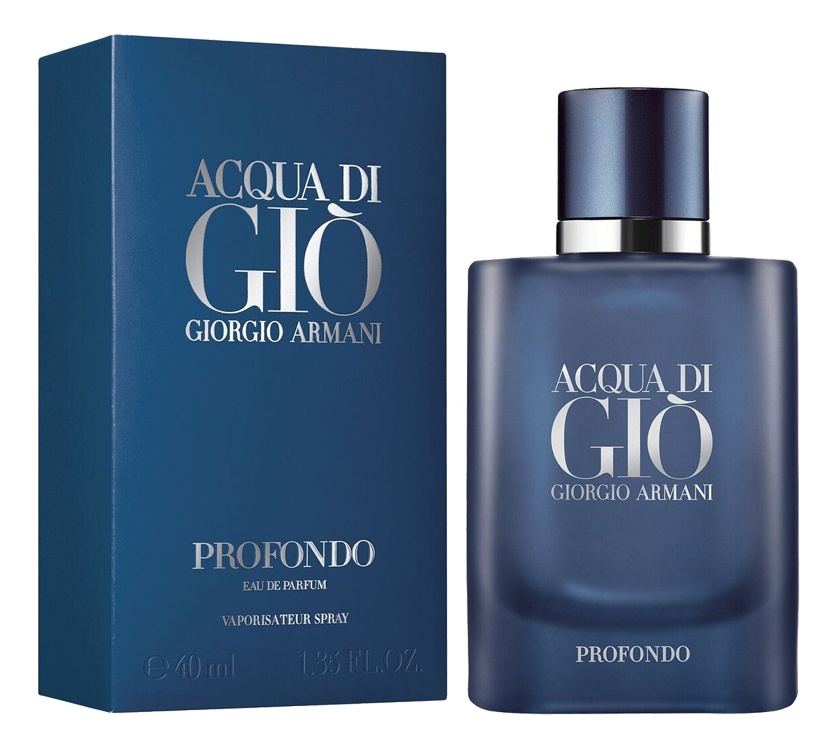 ACQUA DI
GIÒ
GIORGIO ARMANI
PROFONDO
EAU DE PARFUM
VAPORISATEUR SPRAY
℮ 40 ml 1.35 FL.OZ.
ACQUA DI
GIÒ
GIORGIO ARMANI
PROFONDO